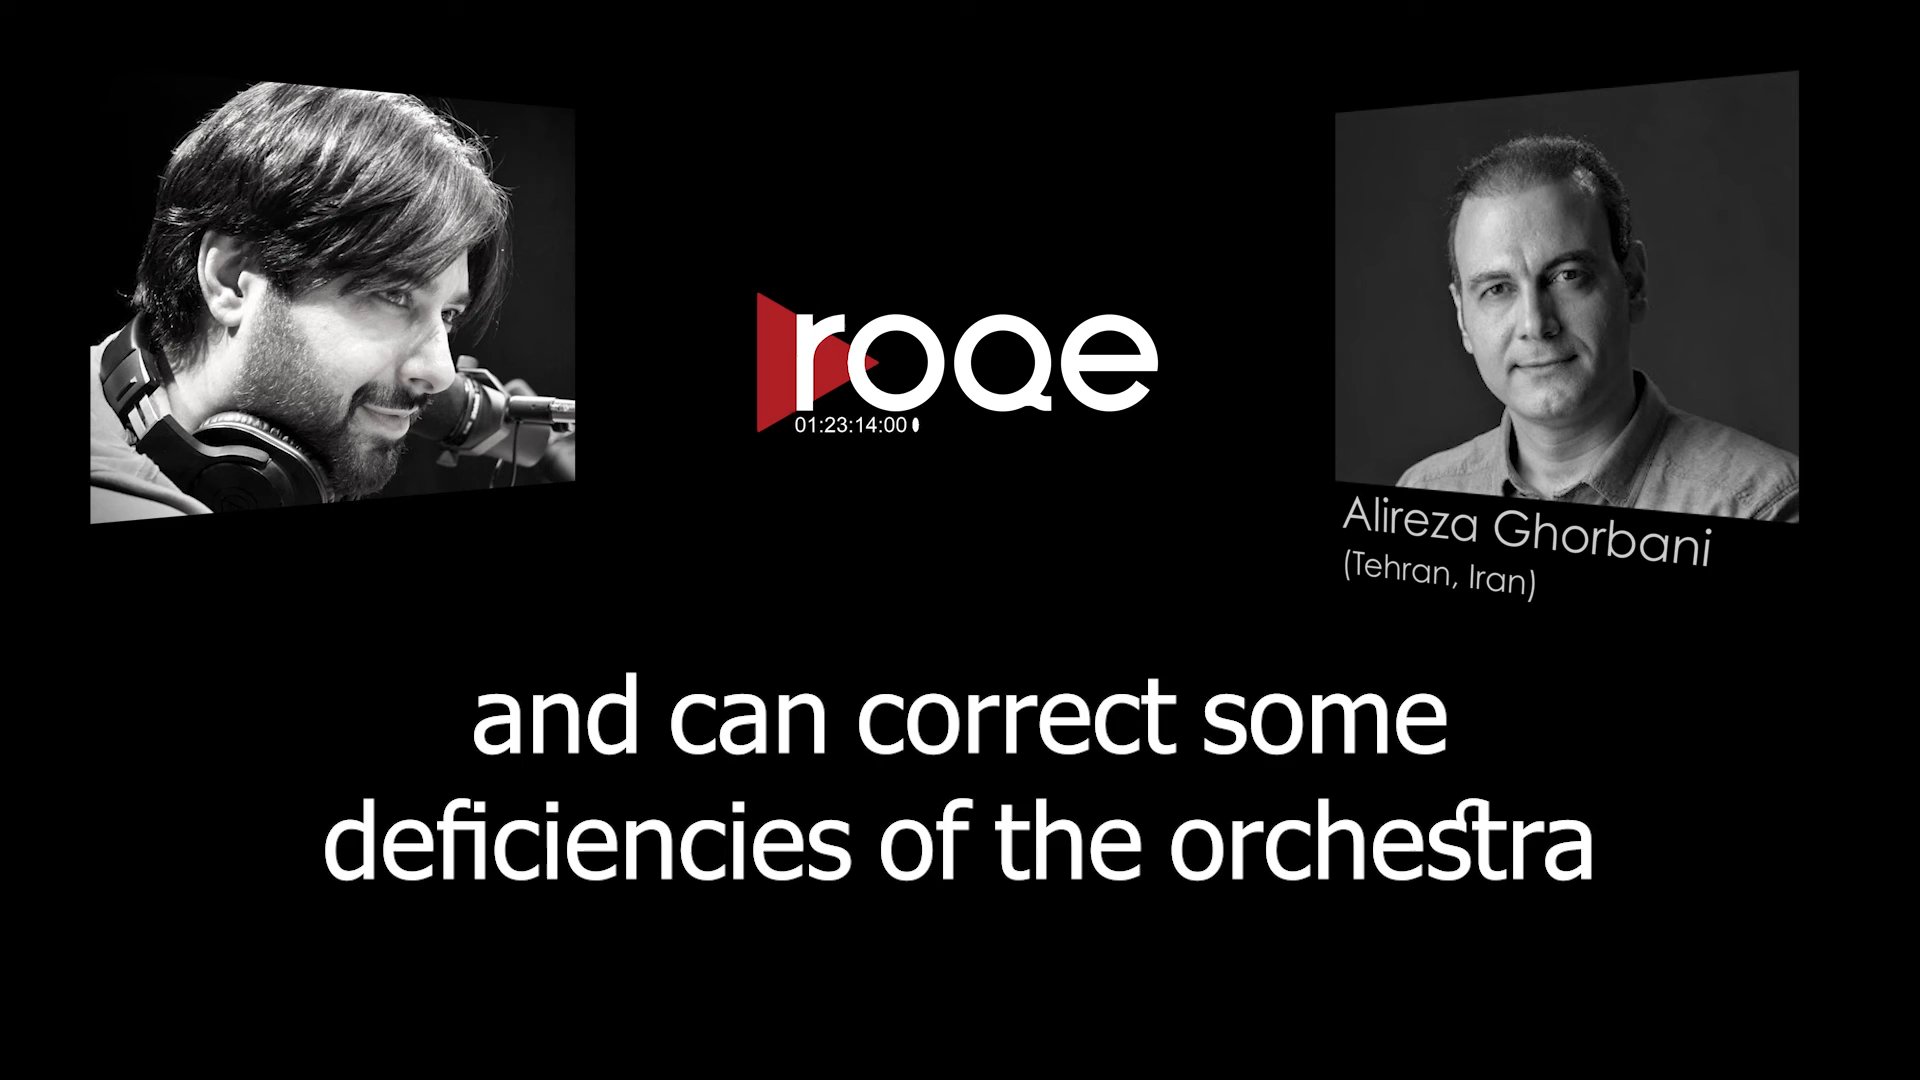 roqe
01:23:14:00
Alireza Ghorbani
(Tehran, Iran)
and can correct some
deficiencies of the orchestra